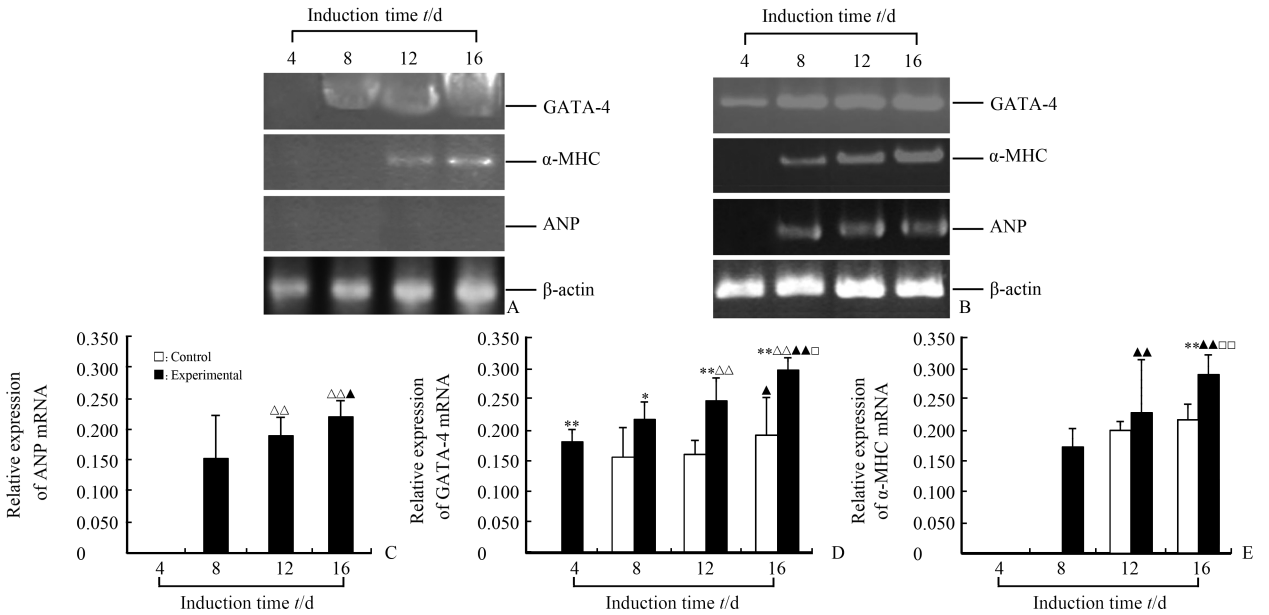 Induction time t/d
4 8 12 16
GATA-4
α-MHC
ANP
β-actin
A
Induction time t/d
4 8 12 16
GATA-4
α-MHC
ANP
β-actin
B
Relative expression
of ANP mRNA
0.350
0.300
0.250
0.200
0.150
0.100
0.050
0
□: Control
■: Experimental
△△
△△▲
4 8 12 16
C
Induction time t/d
Relative expression
of GATA-4 mRNA
0.350
0.300
0.250
0.200
0.150
0.100
0.050
0
**
*
**△△
▲
**△△▲▲□
4 8 12 16
D
Induction time t/d
Relative expression
of α-MHC mRNA
0.350
0.300
0.250
0.200
0.150
0.100
0.050
0
▲▲
**▲▲□□
4 8 12 16
E
Induction time t/d